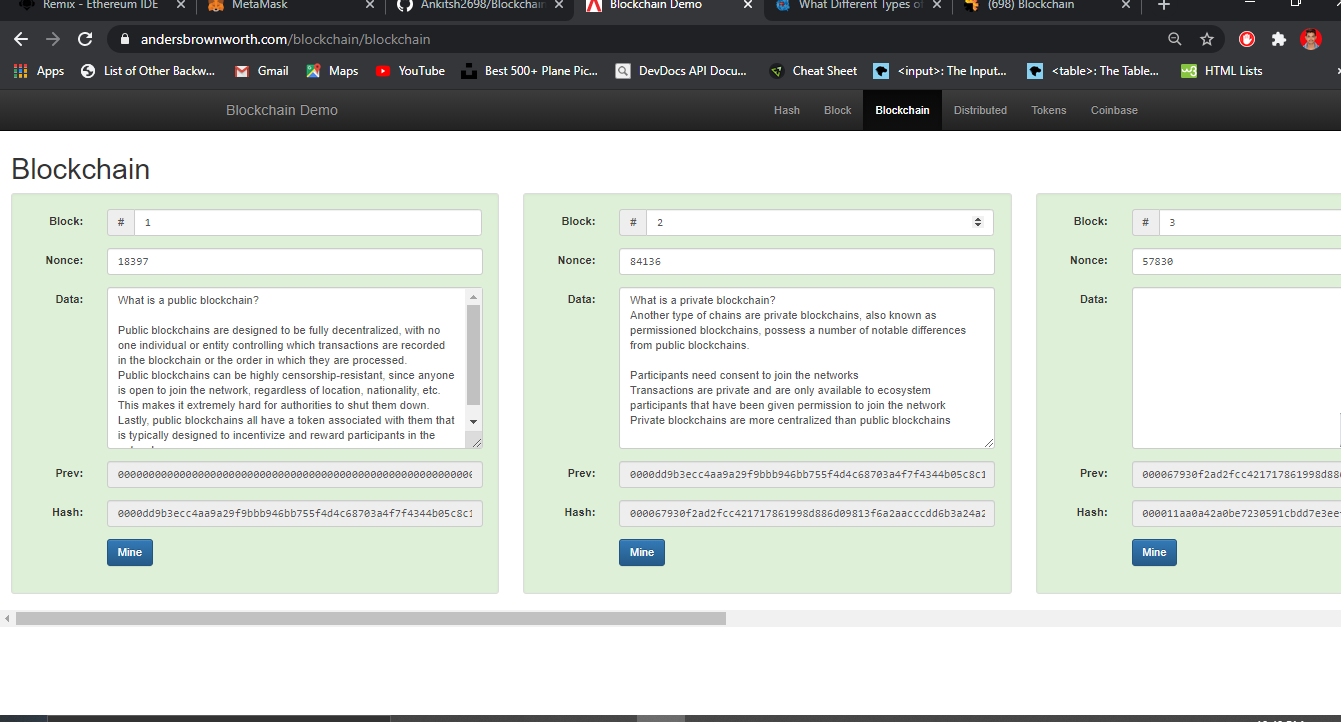 Remix - Ethereum IDE
MetaMask
Ankitsh2698/Blockchain
Blockchain Demo
What Different Types of
(698) Blockchain
andersbrownworth.com/blockchain/blockchain
Apps
List of Other Backw...
Gmail
Maps
YouTube
Best 500+ Plane Pic...
DevDocs API Docu...
Cheat Sheet
<input>: The Input...
<table>: The Table...
HTML Lists
Blockchain Demo
Hash
Block
Blockchain
Distributed
Tokens
Coinbase
Blockchain
Block:
# 1
Nonce:
18397
Data:
What is a public blockchain?
Public blockchains are designed to be fully decentralized, with no
one individual or entity controlling which transactions are recorded
in the blockchain or the order in which they are processed.
Public blockchains can be highly censorship-resistant, since anyone
is open to join the network, regardless of location, nationality, etc.
This makes it extremely hard for authorities to shut them down.
Lastly, public blockchains all have a token associated with them that
is typically designed to incentivize and reward participants in the
Prev:
Hash:
0000dd9b3ecc4aa9a29f9bbb946bb755f4d4c68703a4f7f4344b05c8c1
Mine
Block:
# 2
Nonce:
84136
Data:
What is a private blockchain?
Another type of chains are private blockchains, also known as
permissioned blockchains, possess a number of notable differences
from public blockchains.
Participants need consent to join the networks
Transactions are private and are only available to ecosystem
participants that have been given permission to join the network
Private blockchains are more centralized than public blockchains
Prev:
0000dd9b3ecc4aa9a29f9bbb946bb755f4d4c68703a4f7f4344b05c8c1
Hash:
000067930f2ad2fcc421717861998d886d09813f6a2aacccdd6b3a24a2
Mine
Block:
# 3
Nonce:
57830
Data:
Prev:
000067930f2ad2fcc421717861998d886
Hash:
000011aa0a42a0be7230591cbdd7e3ee
Mine